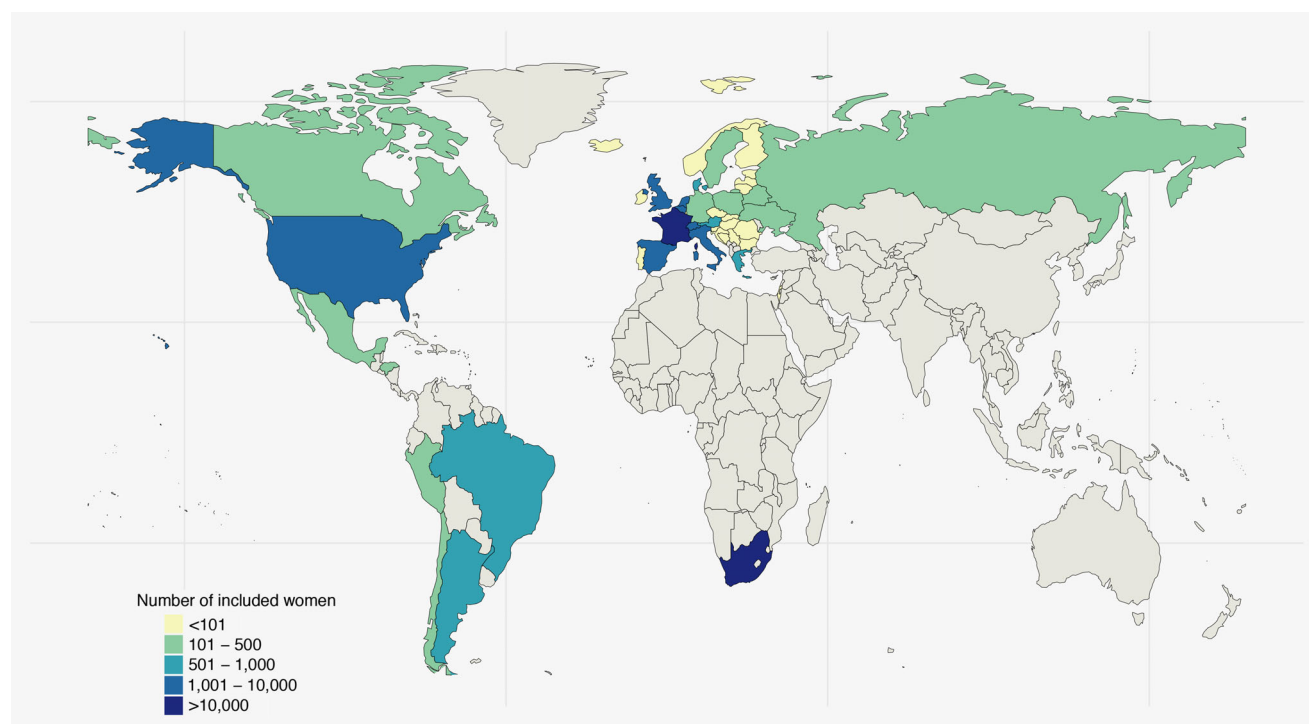 Number of included women
<101
101 – 500
501 – 1,000
1,001 – 10,000
>10,000